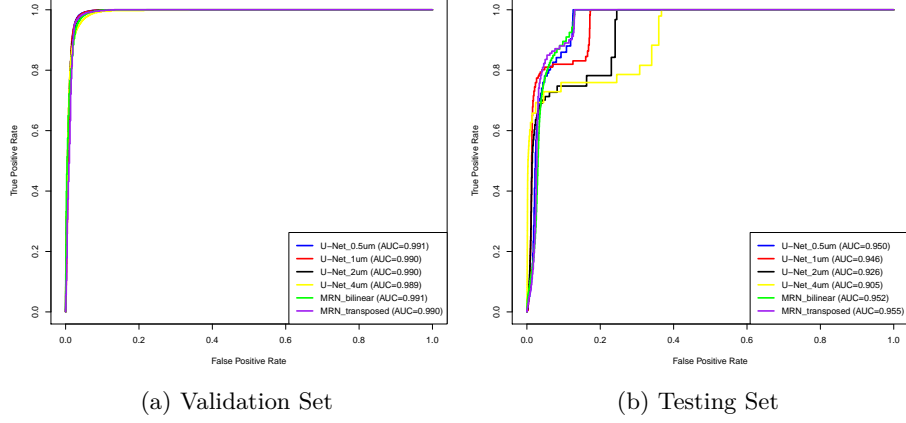 True Positive Rate
1.0
0.8
0.6
0.4
0.2
0.0
U-Net_0.5um (AUC=0.991)
U-Net_1um (AUC=0.990)
U-Net_2um (AUC=0.990)
U-Net_4um (AUC=0.989)
MRN_bilinear (AUC=0.991)
MRN_transposed (AUC=0.990)
0.0 0.2 0.4 0.6 0.8 1.0
False Positive Rate
(a) Validation Set
True Positive Rate
1.0
0.8
0.6
0.4
0.2
0.0
U-Net_0.5um (AUC=0.950)
U-Net_1um (AUC=0.946)
U-Net_2um (AUC=0.926)
U-Net_4um (AUC=0.905)
MRN_bilinear (AUC=0.952)
MRN_transposed (AUC=0.955)
0.0 0.2 0.4 0.6 0.8 1.0
False Positive Rate
(b) Testing Set